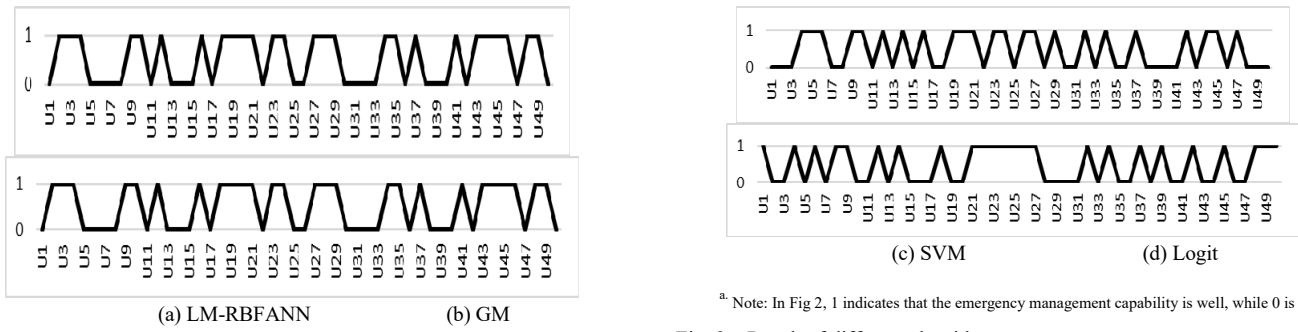 1
0
U1 U3 U5 U7 U9 U11 U13 U15 U17 U19 U21 U23 U25 U27 U29 U31 U33 U35 U37 U39 U41 U43 U45 U47 U49
1
0
U1 U3 U5 U7 U9 U11 U13 U15 U17 U19 U21 U23 U25 U27 U29 U31 U33 U35 U37 U39 U41 U43 U45 U47 U49
(a) LM-RBFANN (b) GM
1
0
U1 U3 U5 U7 U9 U11 U13 U15 U17 U19 U21 U23 U25 U27 U29 U31 U33 U35 U37 U39 U41 U43 U45 U47 U49
1
0
U1 U3 U5 U7 U9 U11 U13 U15 U17 U19 U21 U23 U25 U27 U29 U31 U33 U35 U37 U39 U41 U43 U45 U47 U49
(c) SVM (d) Logit
a. Note: In Fig 2, 1 indicates that the emergency management capability is well, while 0 is